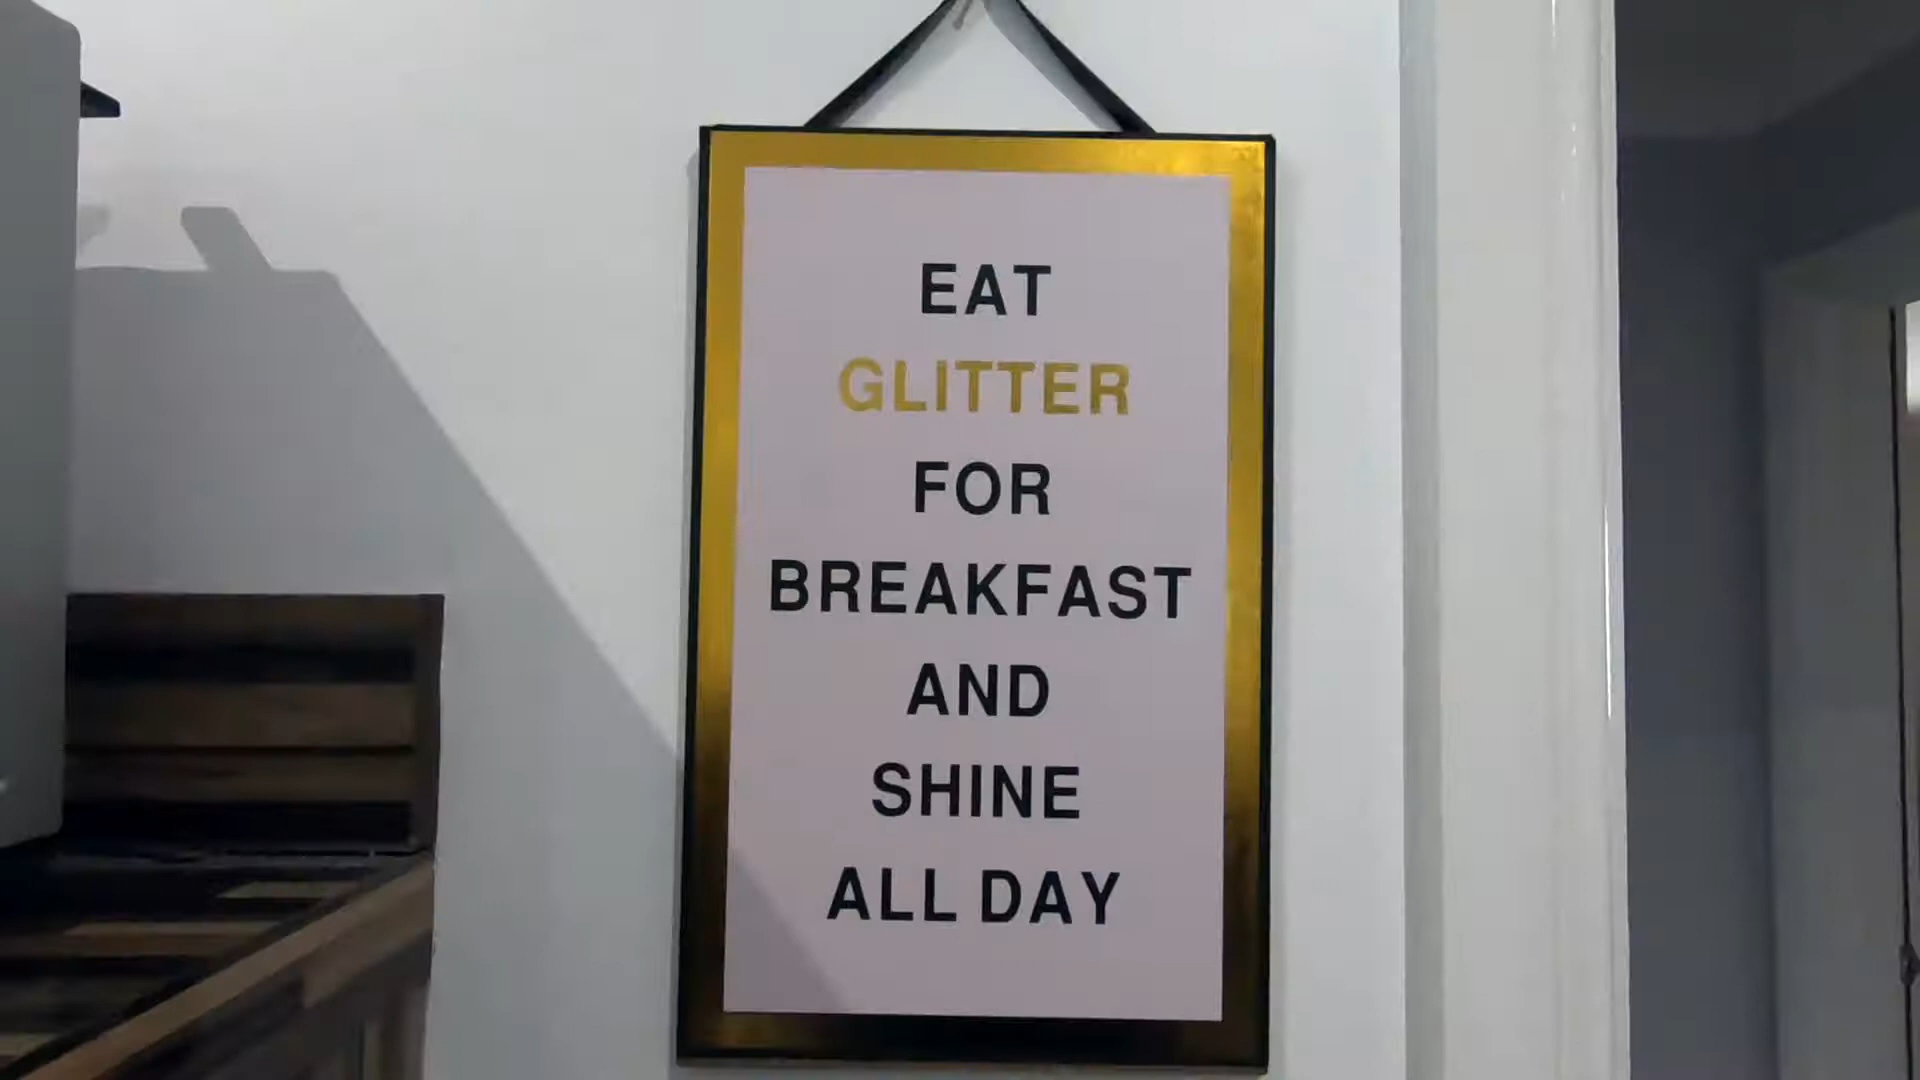 EAT
GLITTER
FOR
BREAKFAST
AND
SHINE
ALL DAY